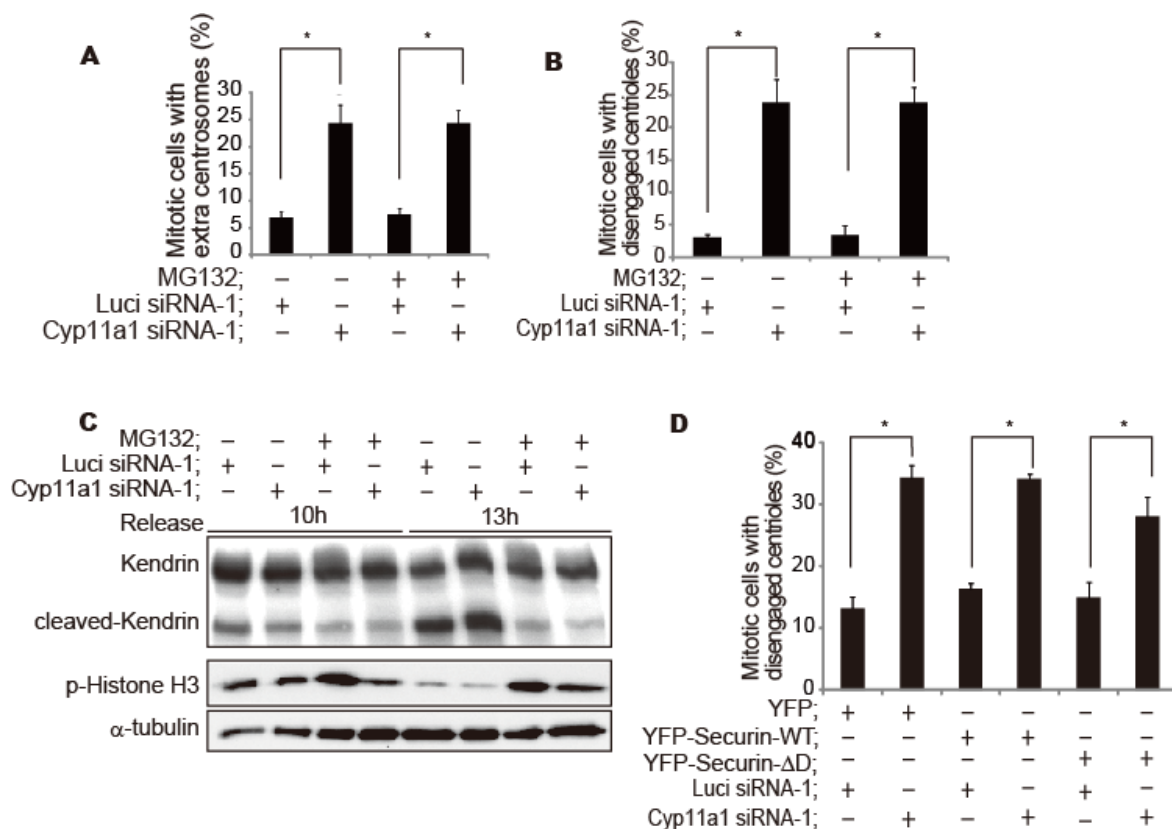 A
Mitotic cells with
extra centrosomes (%)
30
25
20
15
10
5
0
* *
MG132; – – + +
Luci siRNA-1; + – + –
Cyp11a1 siRNA-1; – + – +
B
Mitotic cells with
disengaged centrioles (%)
30
25
20
15
10
5
0
* *
MG132; – – + +
Luci siRNA-1; + – + –
Cyp11a1 siRNA-1; – + – +
C
MG132; – – + + – – + +
Luci siRNA-1; + – + – + – + –
Cyp11a1 siRNA-1; – + – + – + – +
Release 10h 13h
Kendrin
cleaved-Kendrin
p-Histone H3
α-tubulin
D
Mitotic cells with
disengaged centrioles (%)
40
30
20
10
0
* * *
YFP; + + – – – –
YFP-Securin-WT; – – + + – –
YFP-Securin-ΔD; – – – – + +
Luci siRNA-1; + – + – + –
Cyp11a1 siRNA-1; – + – + – +